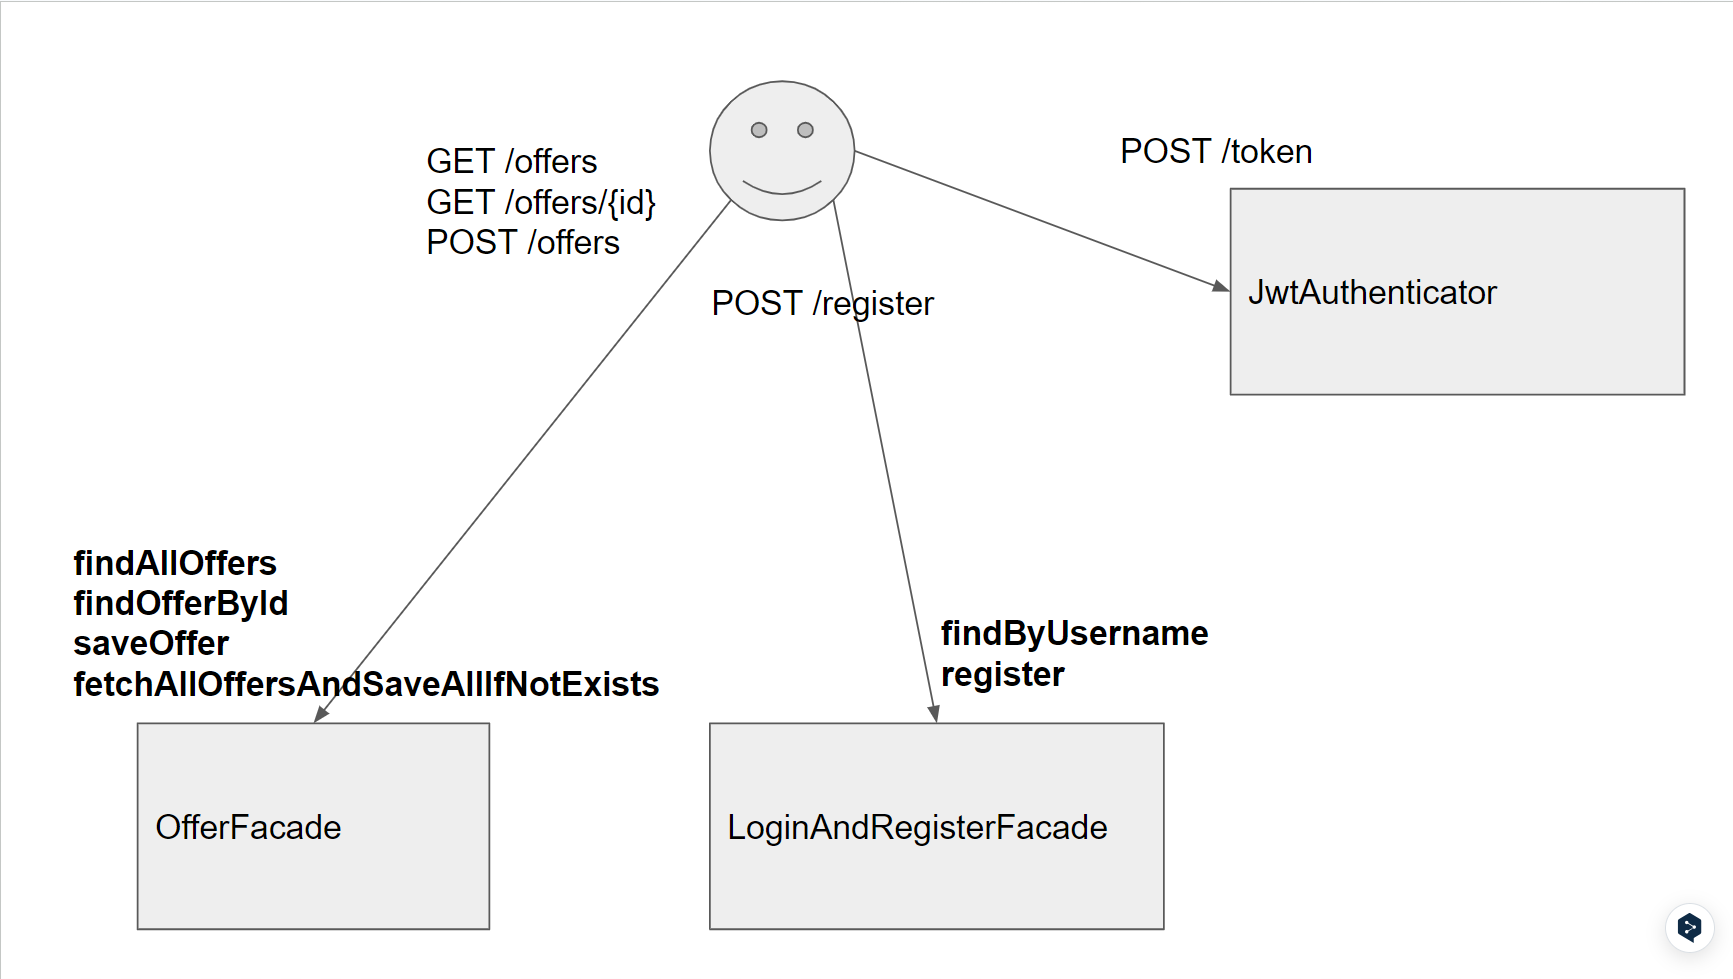 GET /offers
GET /offers/{id}
POST /offers
POST /register
POST /token
JwtAuthenticator
findAllOffers
findOfferById
saveOffer
fetchAllOffersAndSaveAllIfNotExists
findByUsername
register
OfferFacade
LoginAndRegisterFacade